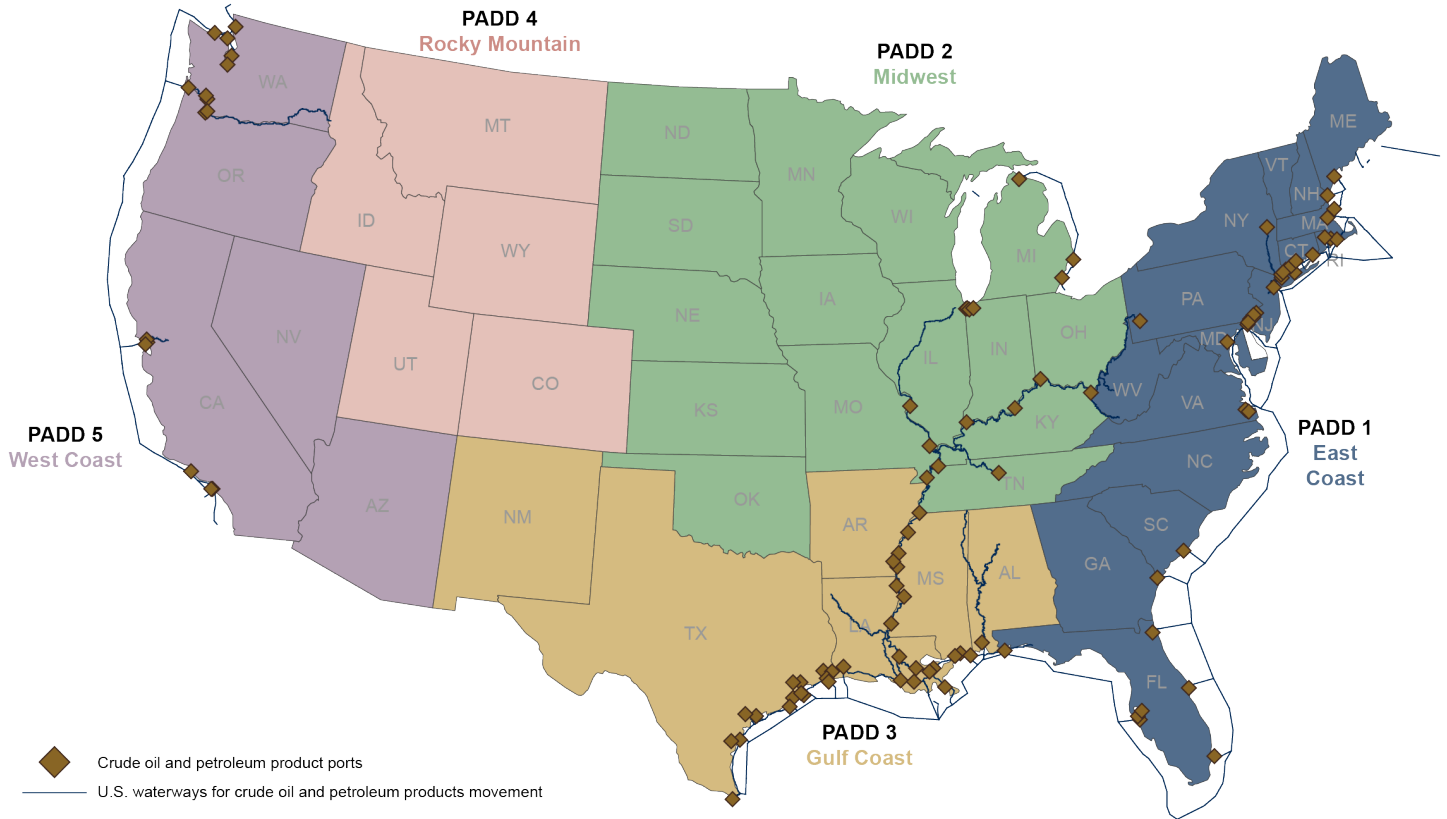 PADD 4
Rocky Mountain
PADD 2
Midwest
WA
MT
ND
MN
ME
VT
OR
ID
SD
WI
NH
NY
MA
WY
MI
CT
RI
IA
PA
NE
NV
NJ
OH
MD
UT
IL
IN
CO
WV
CA
KS
MO
VA
KY
PADD 5
West Coast
PADD 1
East
Coast
NC
TN
OK
AZ
NM
AR
SC
GA
MS
AL
LA
TX
FL
PADD 3
Gulf Coast
Crude oil and petroleum product ports
U.S. waterways for crude oil and petroleum products movement